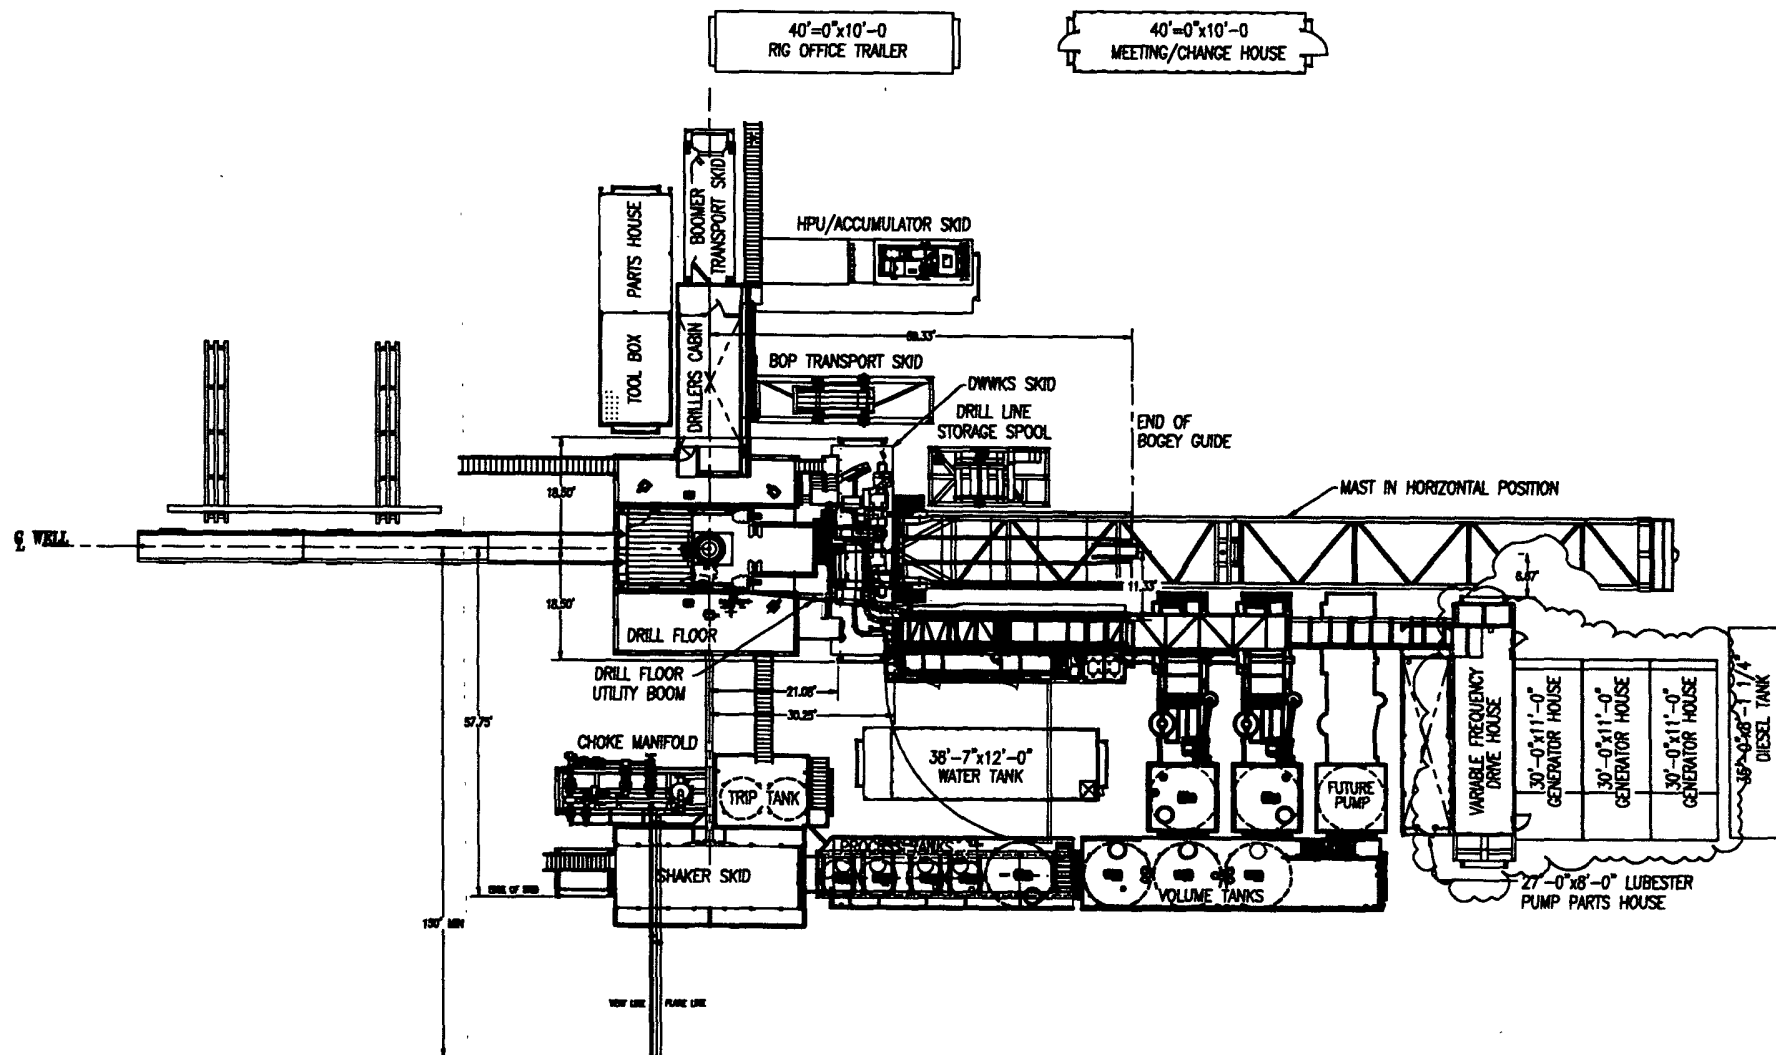 40'=0"x10'-0
RIG OFFICE TRAILER
40'=0"x10'-0
MEETING/CHANGE HOUSE
BOOMER
TRANSPORT SKID
PARTS HOUSE
TOOL BOX
HPU/ACCUMULATOR SKID
DRILLERS CABIN
BOP TRANSPORT SKID
DWWKS SKID
DRILL LINE
STORAGE SPOOL
END OF
BOGEY GUIDE
MAST IN HORIZONTAL POSITION
18.50'
WELL
18.50'
11.33'
DRILL FLOOR
DRILL FLOOR
UTILITY BOOM
21.08'
30.25'
57.75'
CHOKE MANIFOLD
TRIP TANK
38'-7"x12'-0"
WATER TANK
FUTURE
PUMP
VARIABLE FREQUENCY
DRIVE HOUSE
30'-0"x11'-0"
GENERATOR HOUSE
30'-0"x11'-0"
GENERATOR HOUSE
30'-0"x11'-0"
GENERATOR HOUSE
DIESEL TANK
PROCESS TANKS
SHAKER SKID
VOLUME TANKS
27'-0"x8'-0" LUBESTER
PUMP PARTS HOUSE
130' MIN
VENT LINE
FLARE LINE